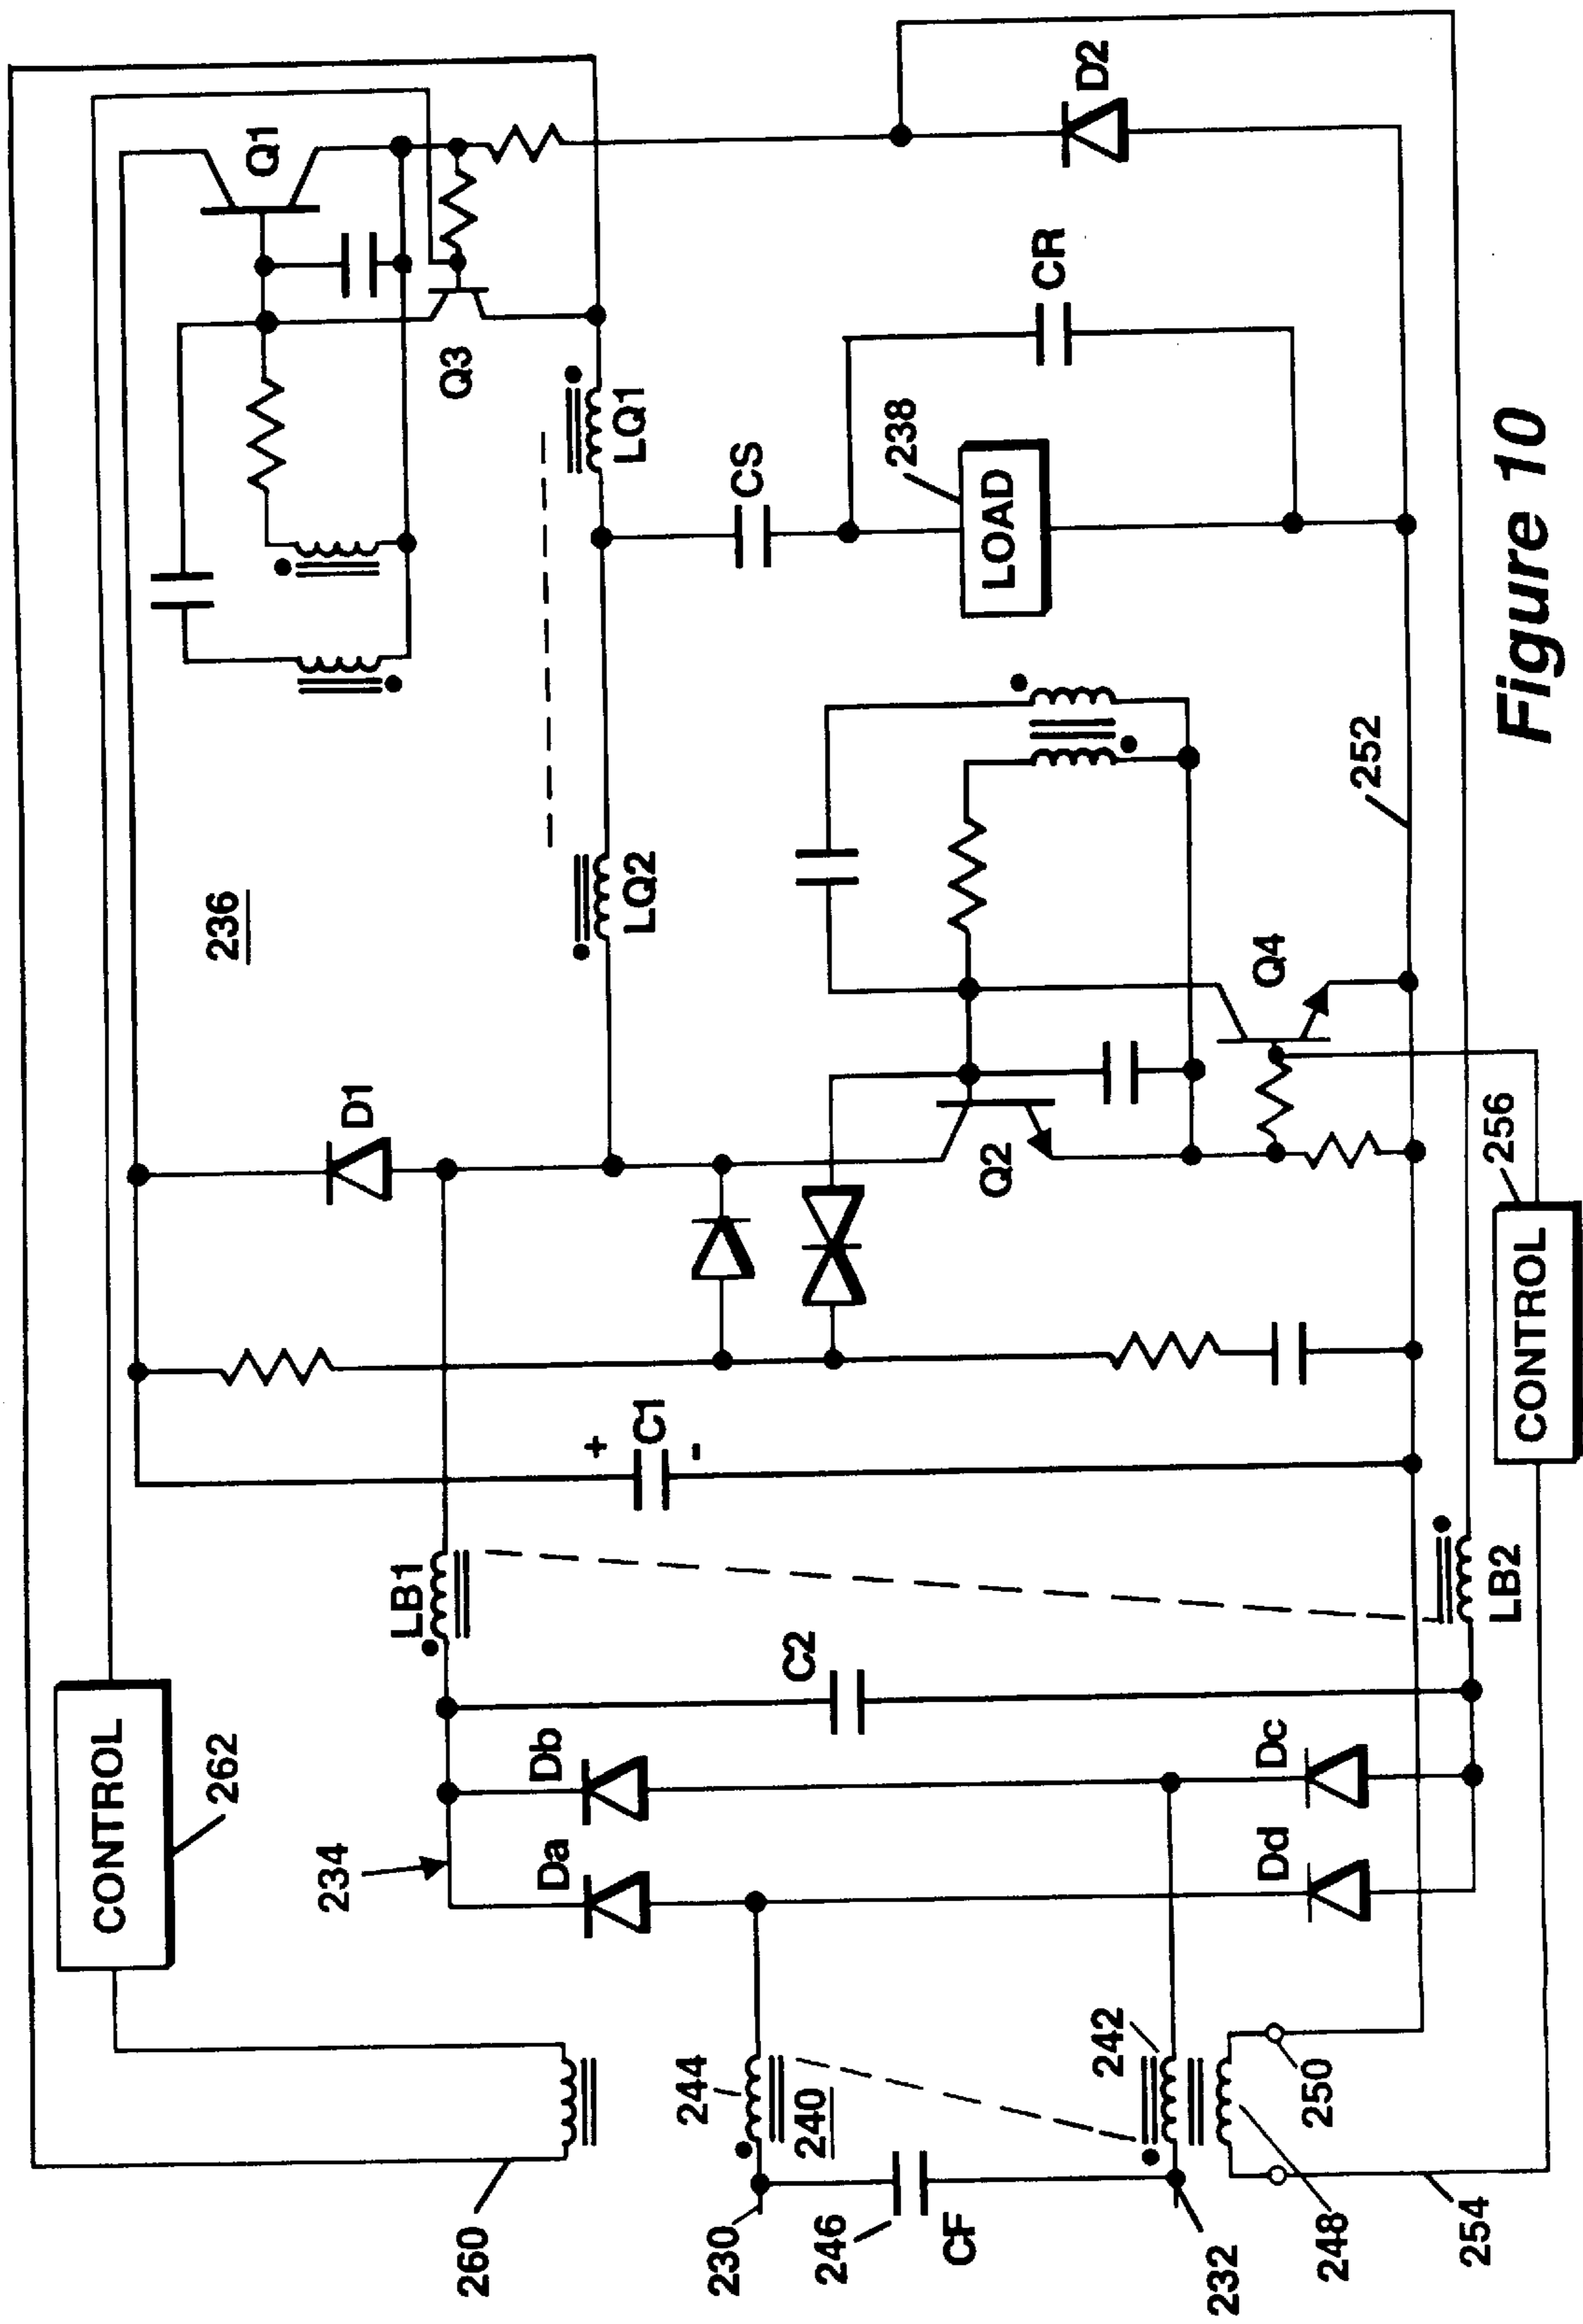 CONTROL
262
260
234
236
Q1
Q3
LB1
C1
+
-
D1
LQ2
LQ1
CS
238
LOAD
CR
D2
Da
Db
C2
244
240
230
246
CF
232
242
248
250
254
Dd
Dc
LB2
CONTROL
256
Q2
Q4
252
Figure 10